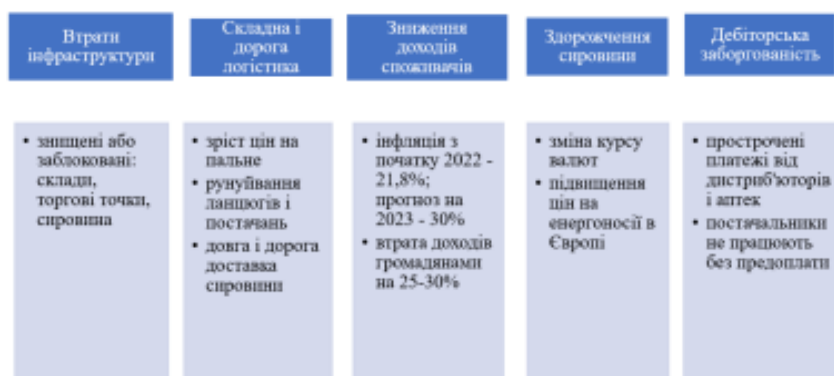 Втрати
інфраструктури
Складна і
дорога
логістика
Зниження
доходів
споживачів
Здорожчення
сировини
Дебіторська
заборгованість
• знищені або
заблоковані:
склади,
торгові точки,
сировина
• зріст цін на
пальне
• рунуйвання
ланцюгів і
постачань
• довга і дорога
доставка
сировини
• інфляція з
початку 2022 -
21,8%;
прогноз на
2023 - 30%
• втрата доходів
громадянами
на 25-30%
• зміна курсу
валют
• підвищення
цін на
енергоносії в
Європі
• прострочені
платежі від
дистриб'юторів
і аптек
• постачальники
не працюють
без предоплати